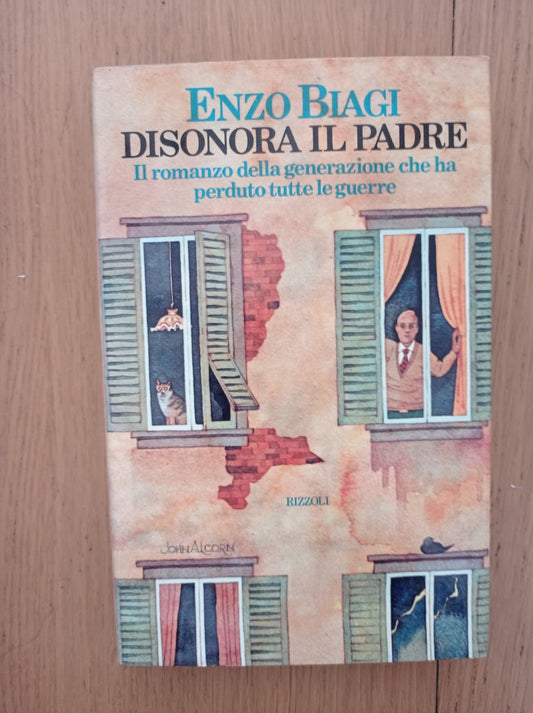 ENZO BIAGI
DISONORA IL PADRE
Il romanzo della generazione che ha
perduto tutte le guerre
RIZZOLI
JOHN ALCORN